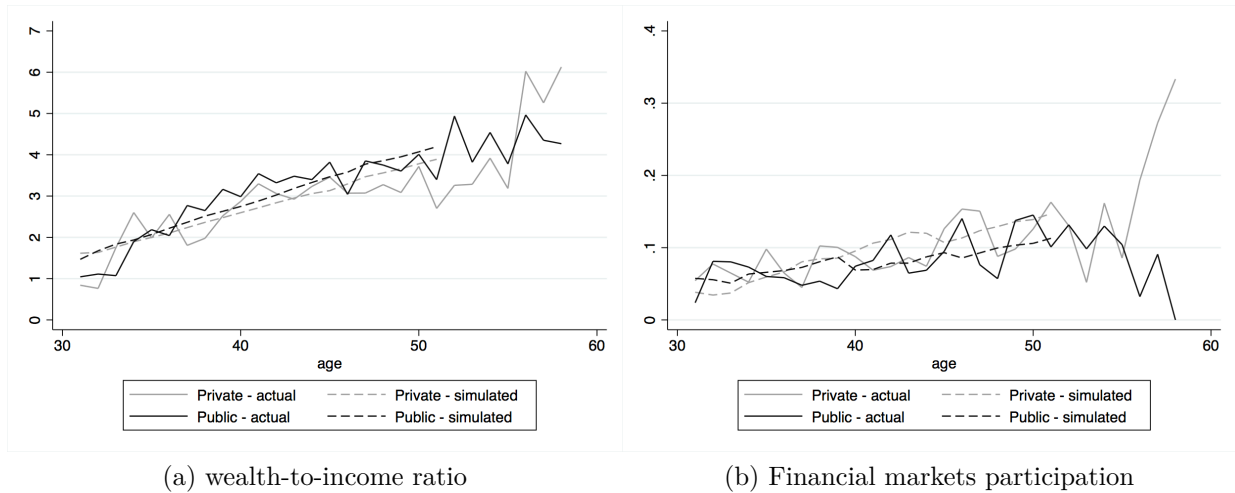 7
6
5
4
3
2
1
0
30 40 50 60
age
Private - actual Private - simulated
Public - actual Public - simulated
(a) wealth-to-income ratio
.4
.3
.2
.1
0
30 40 50 60
age
Private - actual Private - simulated
Public - actual Public - simulated
(b) Financial markets participation